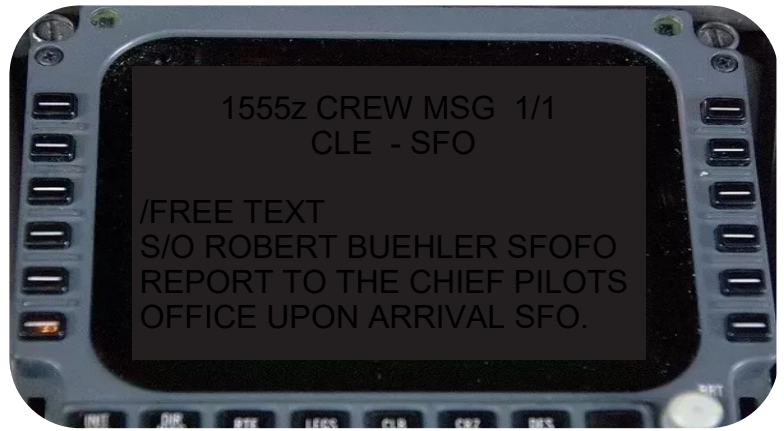 1555z CREW MSG 1/1
CLE - SFO
/FREE TEXT
S/O ROBERT BUEHLER SFOFO
REPORT TO THE CHIEF PILOTS
OFFICE UPON ARRIVAL SFO.
RTE LEGS CLB CRZ DES